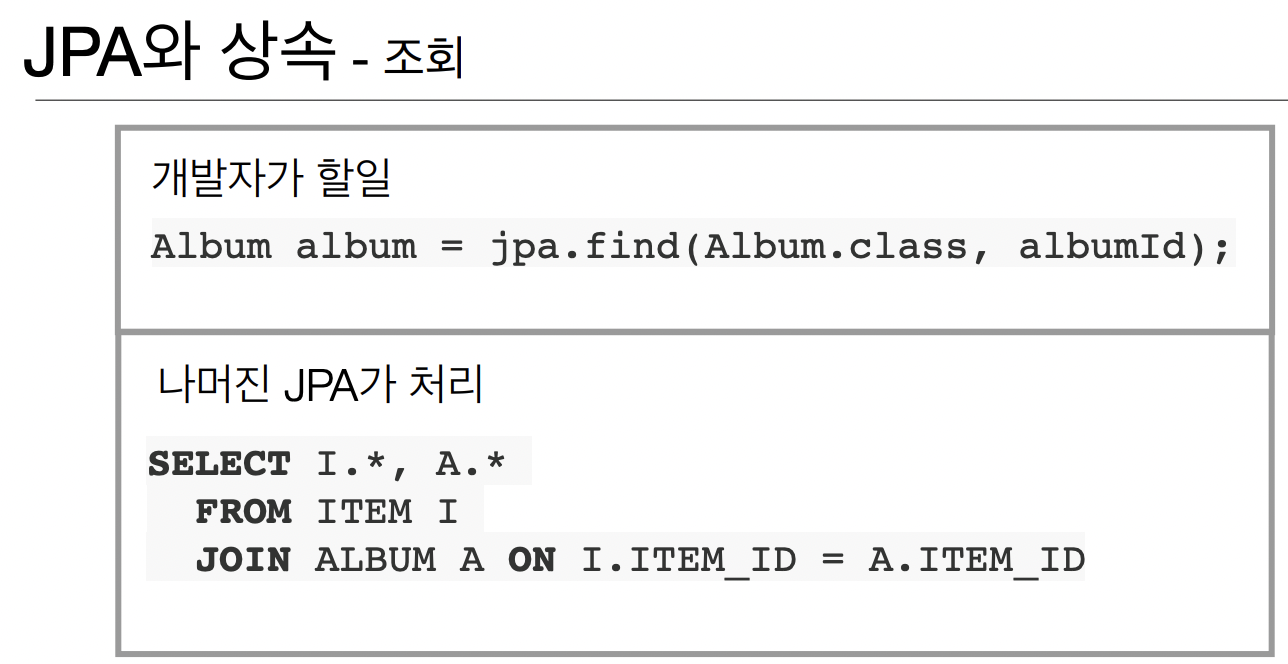 JPA와 상속 - 조회
개발자가 할일
Album album = jpa.find(Album.class, albumId);
나머진 JPA가 처리
SELECT I.*, A.*
FROM ITEM I
JOIN ALBUM A ON I.ITEM_ID = A.ITEM_ID